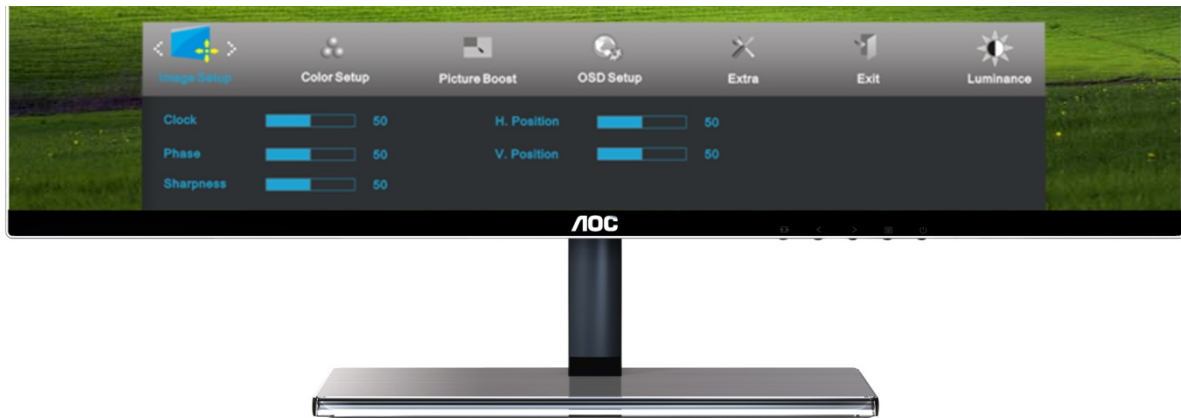 Image Setup
Color Setup
Picture Boost
OSD Setup
Extra
Exit
Luminance
Clock 50 H. Position 50
Phase 50 V. Position 50
Sharpness 50
AOC